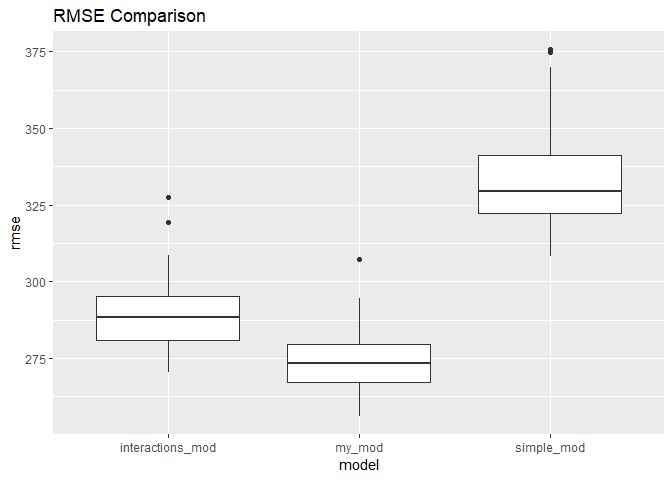 RMSE Comparison
375
350
325
300
275
rmse
interactions_mod my_mod simple_mod
model